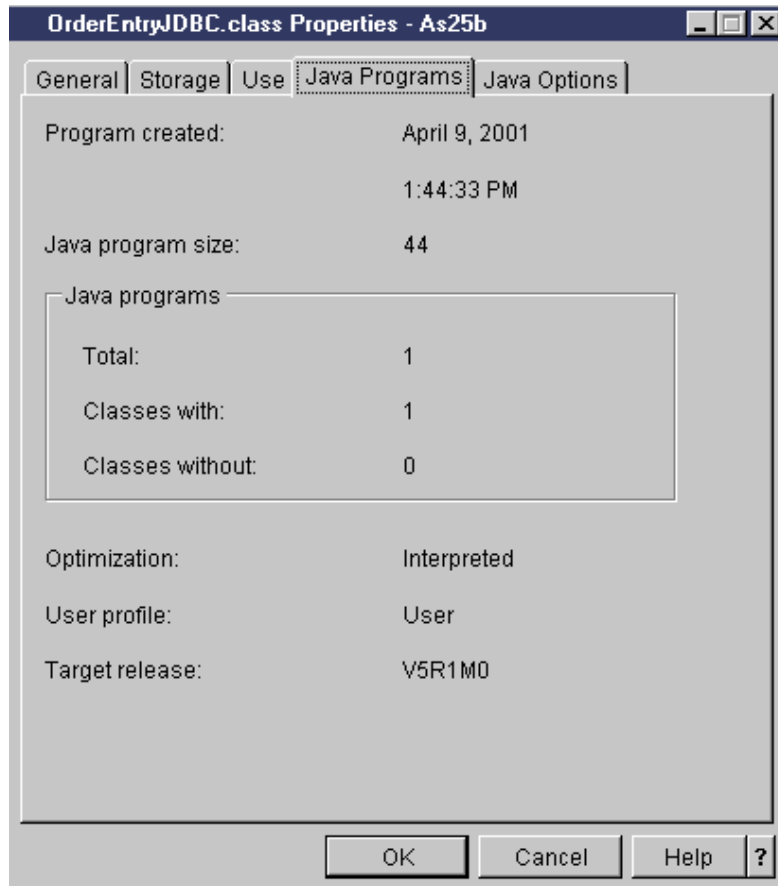 OrderEntryJDBC.class Properties - As25b
General Storage Use Java Programs Java Options
Program created: April 9, 2001
1:44:33 PM
Java program size: 44
Java programs
Total: 1
Classes with: 1
Classes without: 0
Optimization: Interpreted
User profile: User
Target release: V5R1M0
OK Cancel Help ?